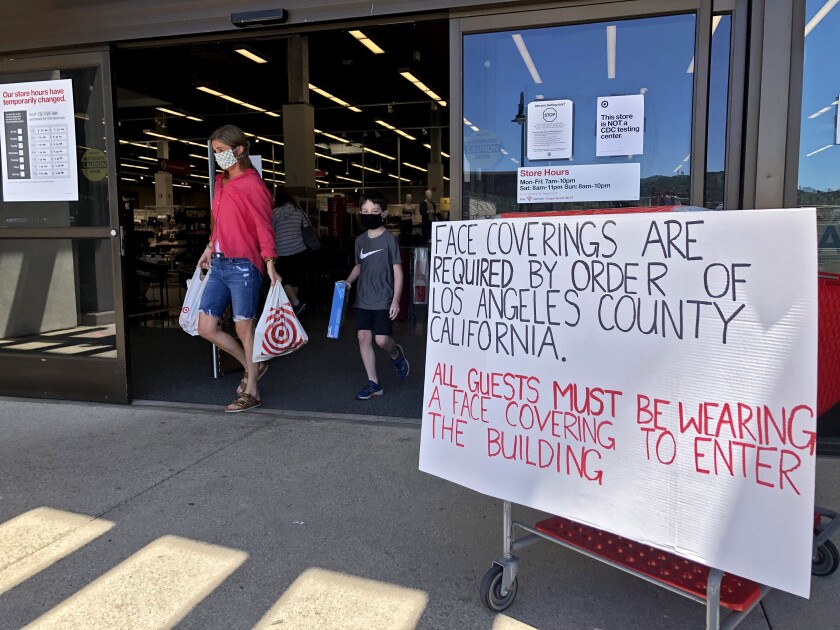 Our store hours have
temporarily changed.
STOP
This store is NOT a
CDC testing
center.
Store Hours
Mon-Fri: 7am-10pm
Sat: 8am-11pm Sun: 8am-10pm
FACE COVERINGS ARE
REQUIRED BY ORDER OF
LOS ANGELES COUNTY
CALIFORNIA.
ALL GUESTS MUST BE WEARING
A FACE COVERING TO ENTER
THE BUILDING